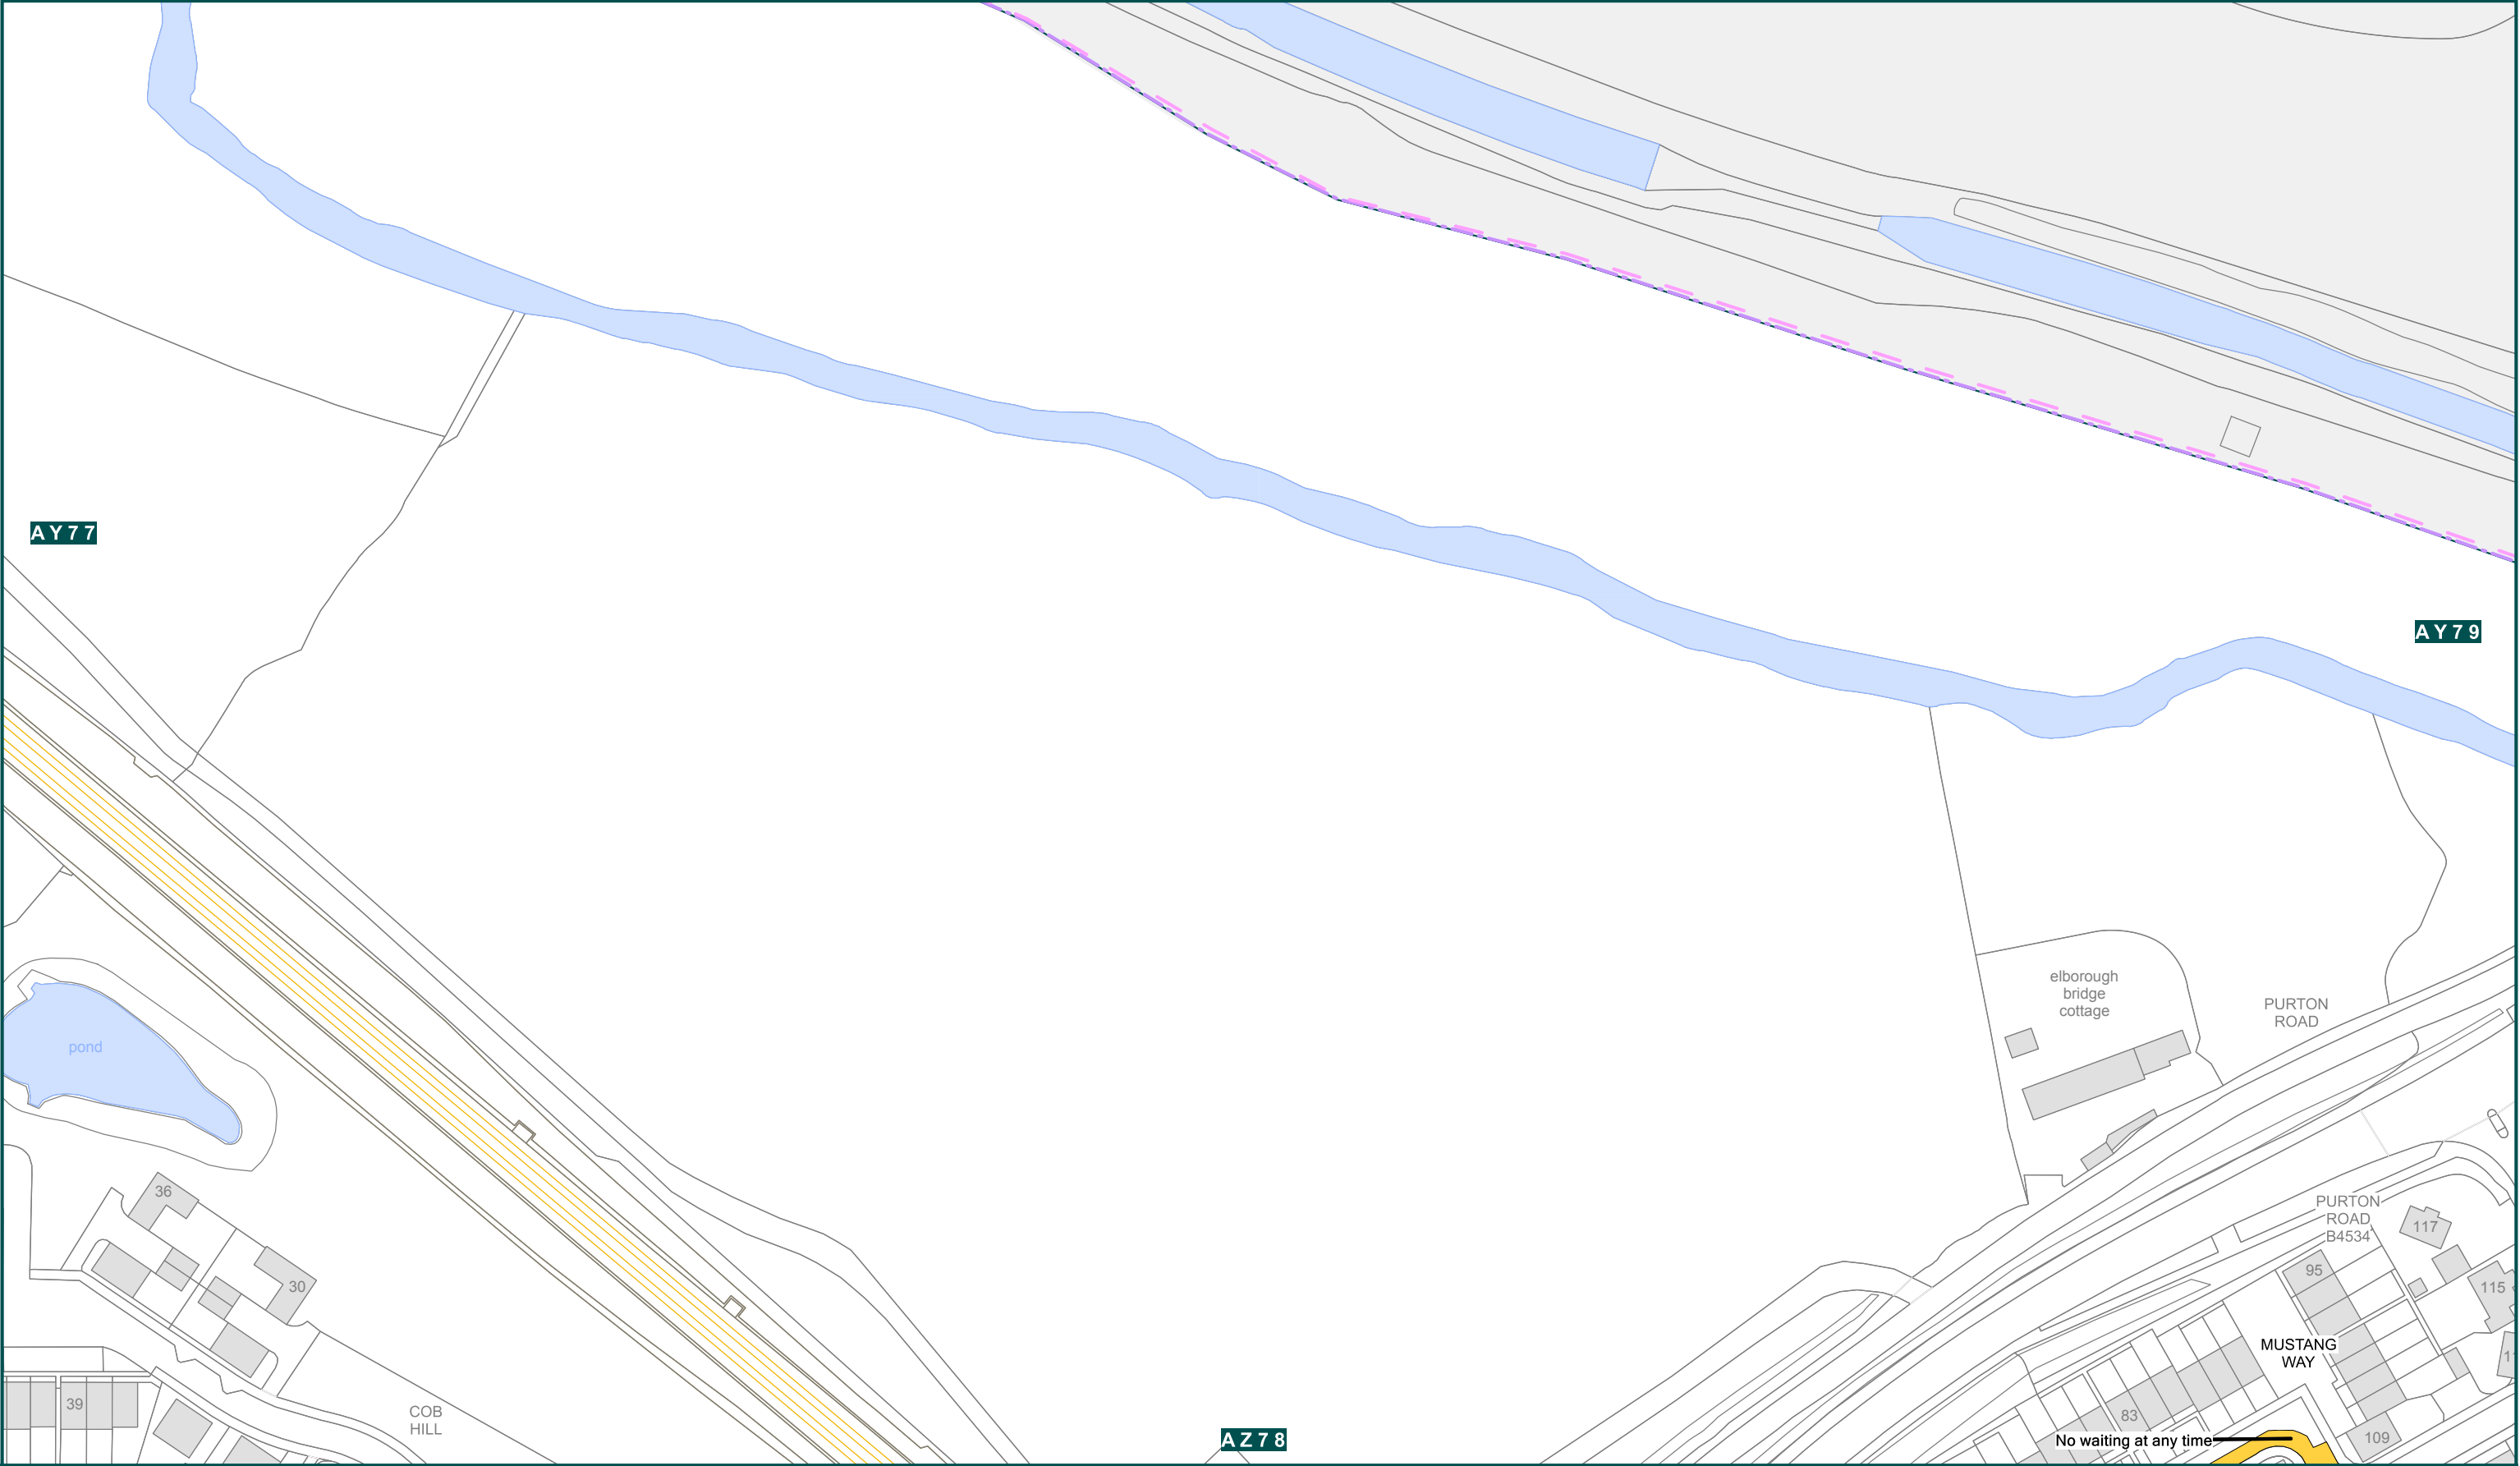 AY77
AY79
elborough
bridge
cottage
PURTON
ROAD
pond
36
30
PURTON
ROAD
B4534
117
95
115
MUSTANG
WAY
39
COB
HILL
83
109
No waiting at any time
AZ78